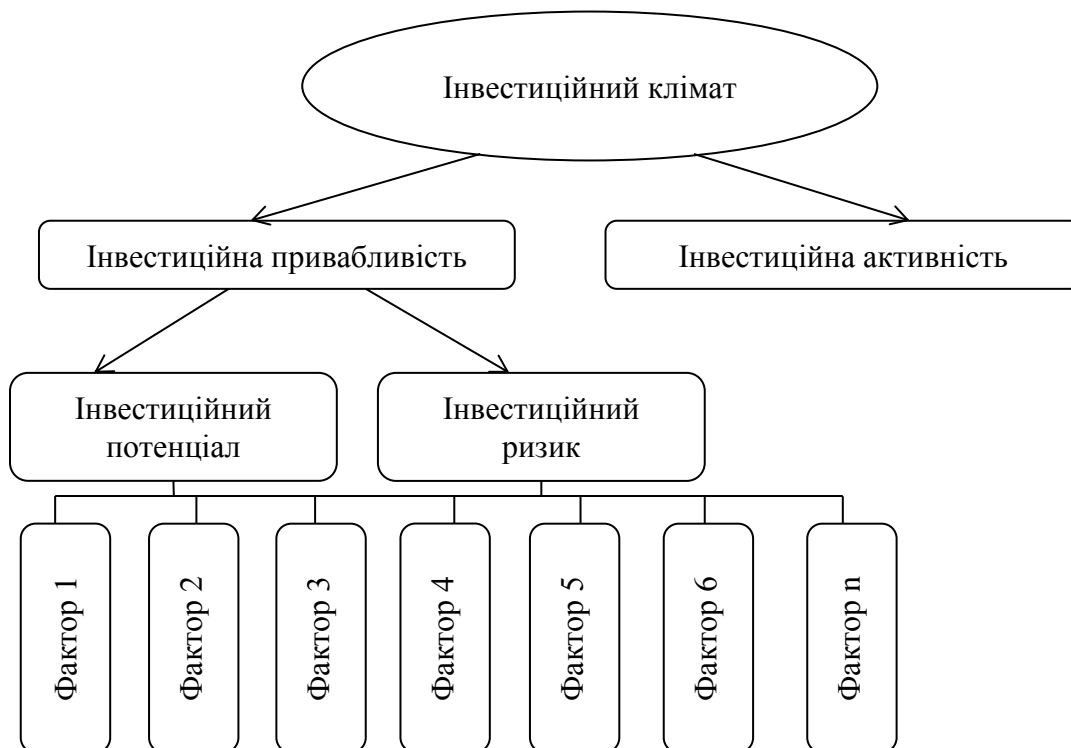 Інвестиційний клімат
Інвестиційна привабливість
Інвестиційна активність
Інвестиційний
потенціал
Інвестиційний
ризик
Фактор 1
Фактор 2
Фактор 3
Фактор 4
Фактор 5
Фактор 6
Фактор n